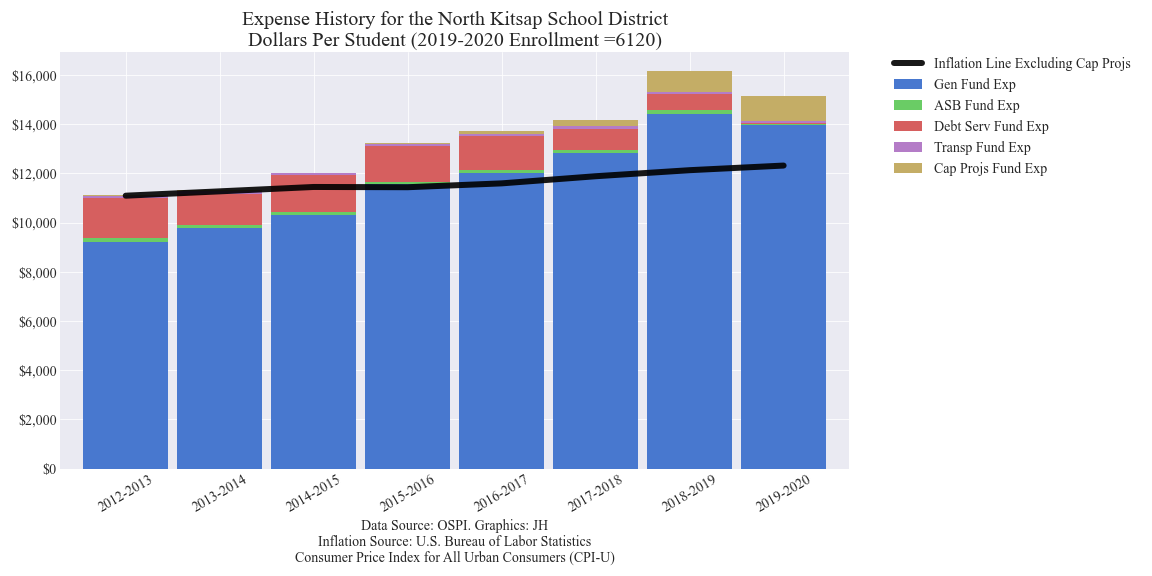 Expense History for the North Kitsap School District
Dollars Per Student (2019-2020 Enrollment =6120)
$16,000
$14,000
$12,000
$10,000
$8,000
$6,000
$4,000
$2,000
$0
2012-2013
2013-2014
2014-2015
2015-2016
2016-2017
2017-2018
2018-2019
2019-2020
Inflation Line Excluding Cap Projs
Gen Fund Exp
ASB Fund Exp
Debt Serv Fund Exp
Transp Fund Exp
Cap Projs Fund Exp
Data Source: OSPI. Graphics: JH
Inflation Source: U.S. Bureau of Labor Statistics
Consumer Price Index for All Urban Consumers (CPI-U)